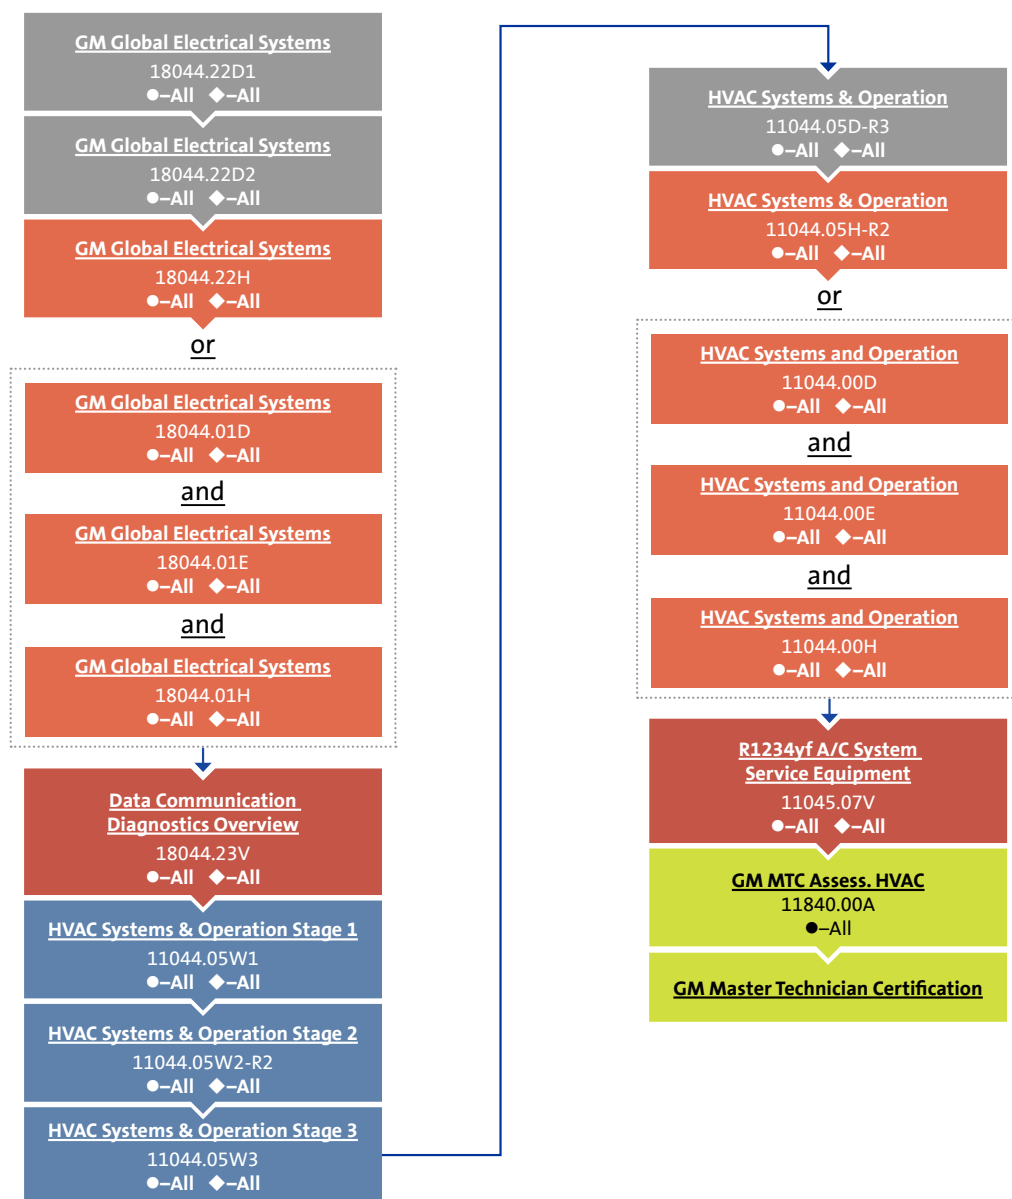 GM Global Electrical Systems
18044.22D1
●–All ◆–All
GM Global Electrical Systems
18044.22D2
●–All ◆–All
GM Global Electrical Systems
18044.22H
●–All ◆–All
or
GM Global Electrical Systems
18044.01D
●–All ◆–All
and
GM Global Electrical Systems
18044.01E
●–All ◆–All
and
GM Global Electrical Systems
18044.01H
●–All ◆–All
Data Communication
Diagnostics Overview
18044.23V
●–All ◆–All
HVAC Systems & Operation Stage 1
11044.05W1
●–All ◆–All
HVAC Systems & Operation Stage 2
11044.05W2-R2
●–All ◆–All
HVAC Systems & Operation Stage 3
11044.05W3
●–All ◆–All
HVAC Systems & Operation
11044.05D-R3
●–All ◆–All
HVAC Systems & Operation
11044.05H-R2
●–All ◆–All
or
HVAC Systems and Operation
11044.00D
●–All ◆–All
and
HVAC Systems and Operation
11044.00E
●–All ◆–All
and
HVAC Systems and Operation
11044.00H
●–All ◆–All
R1234yf A/C System
Service Equipment
11045.07V
●–All ◆–All
GM MTC Assess. HVAC
11840.00A
●–All
GM Master Technician Certification